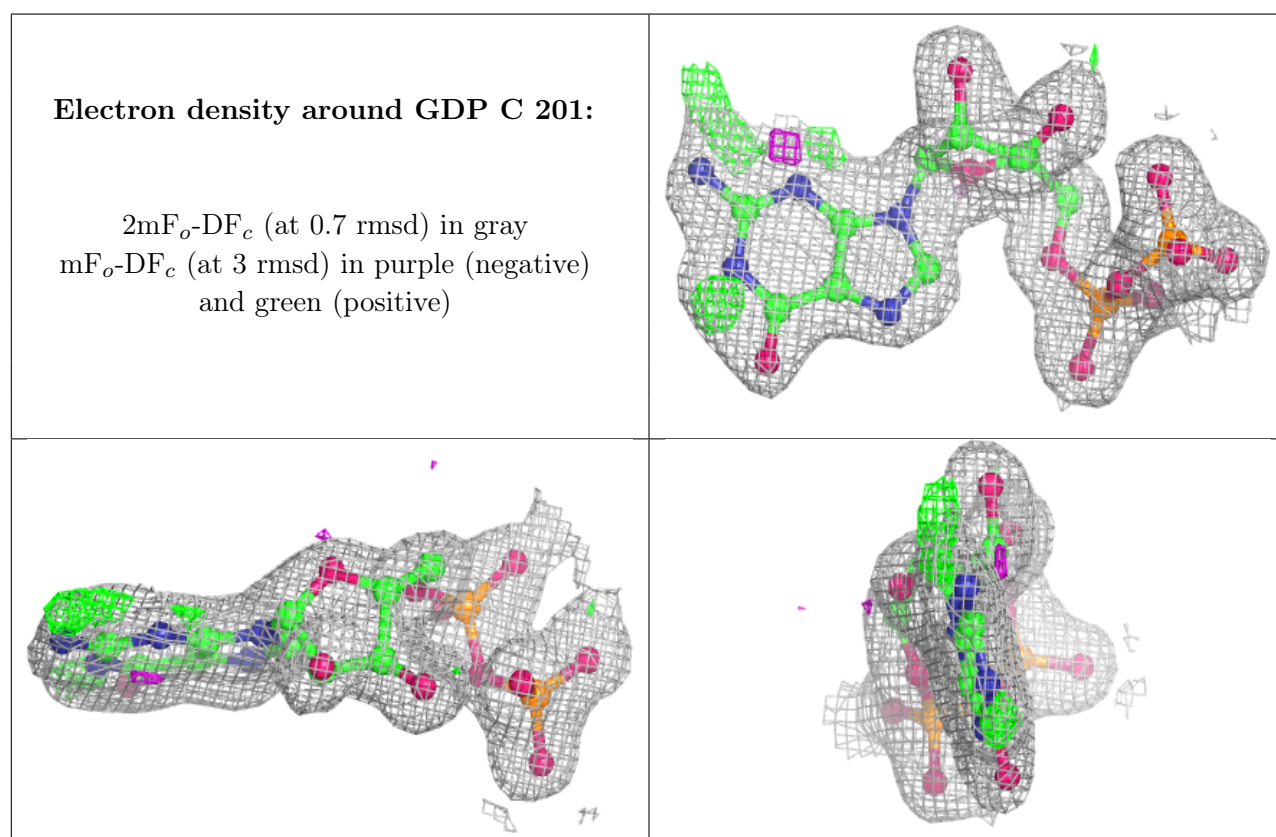 Electron density around GDP C 201:
2mFₒ-DF𝒸 (at 0.7 rmsd) in gray
mFₒ-DF𝒸 (at 3 rmsd) in purple (negative)
and green (positive)